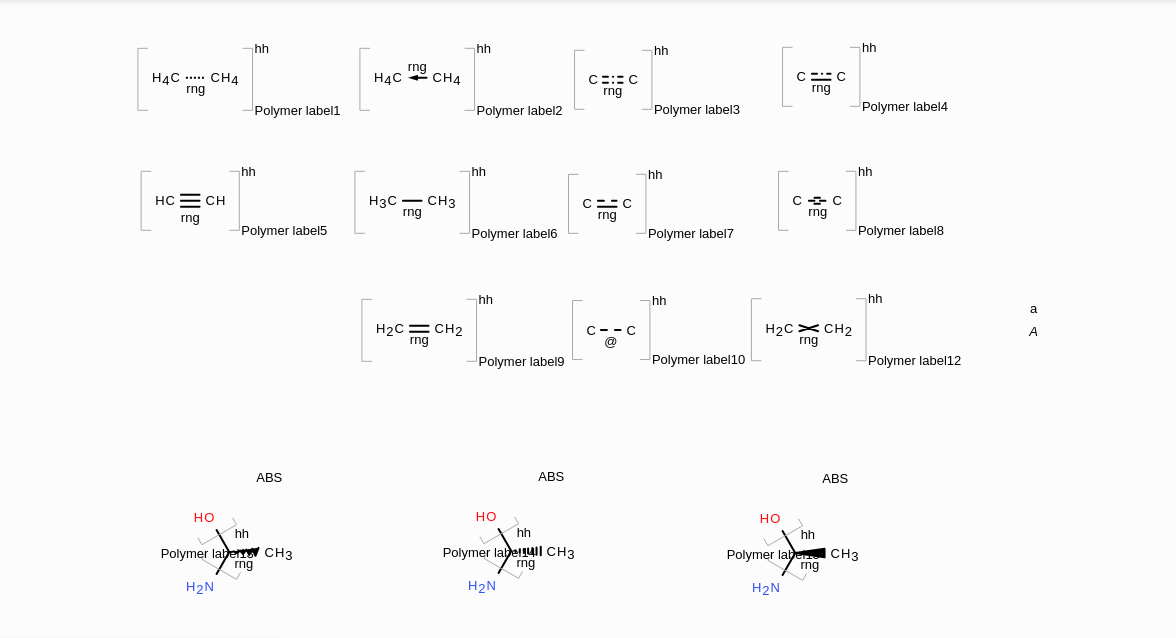 hh hh hh hh
H4C CH4 H4C rng CH4 C C C C
rng rng rng
Polymer label1 Polymer label2 Polymer label3 Polymer label4
hh hh hh hh
HC CH H3C CH3 C C C C
rng rng rng rng
Polymer label5 Polymer label6 Polymer label7 Polymer label8
hh hh hh
a
H2C CH2 C C H2C CH2 A
rng @ rng
Polymer label9 Polymer label10 Polymer label12
ABS ABS ABS
HO HO HO
hh hh hh
Polymer CH3 Polymer CH3 Polymer CH3
rng rng rng
H2N H2N H2N